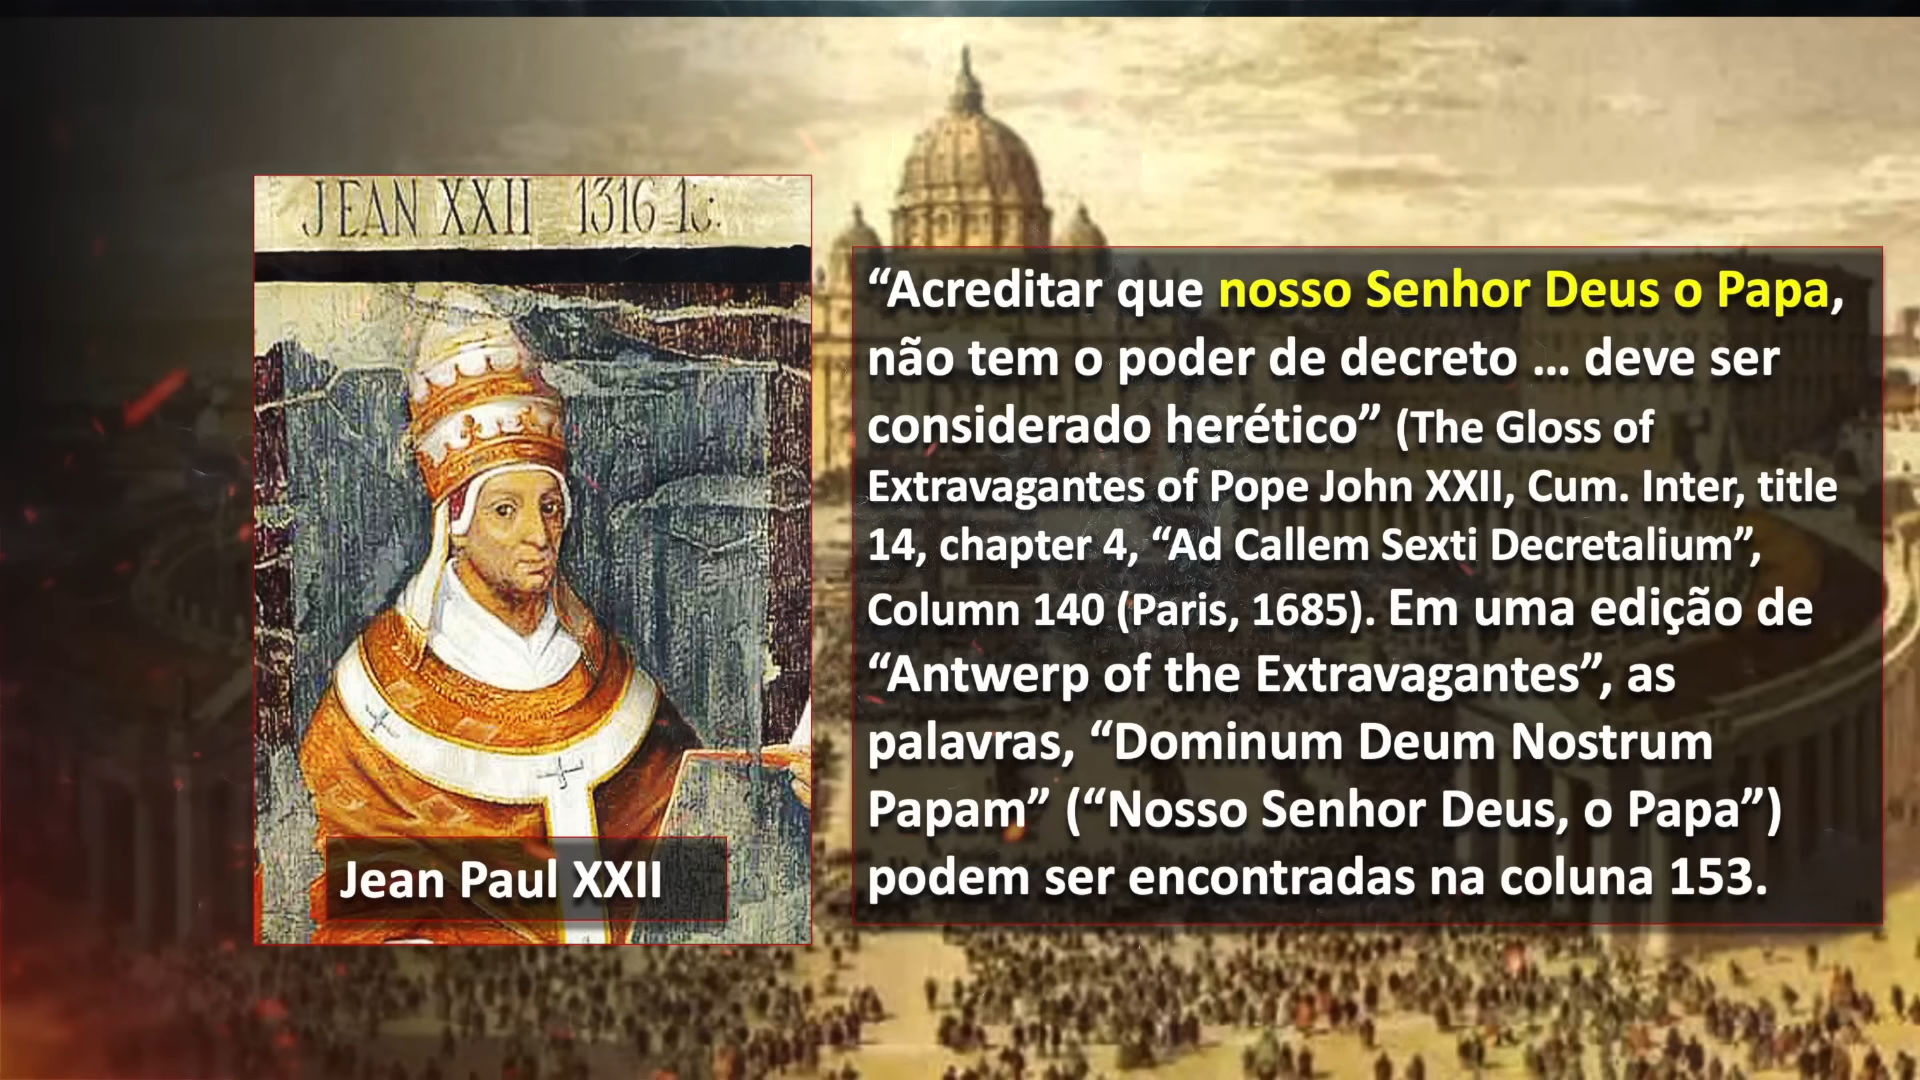 JEAN XXII 1316-13
“Acreditar que nosso Senhor Deus o Papa,
não tem o poder de decreto ... deve ser
considerado herético” (The Gloss of
Extravagantes of Pope John XXII, Cum. Inter, title
14, chapter 4, “Ad Callem Sexti Decretalium”,
Column 140 (Paris, 1685). Em uma edição de
“Antwerp of the Extravagantes”, as
palavras, “Dominum Deum Nostrum
Papam” (“Nosso Senhor Deus, o Papa”)
podem ser encontradas na coluna 153.
Jean Paul XXII